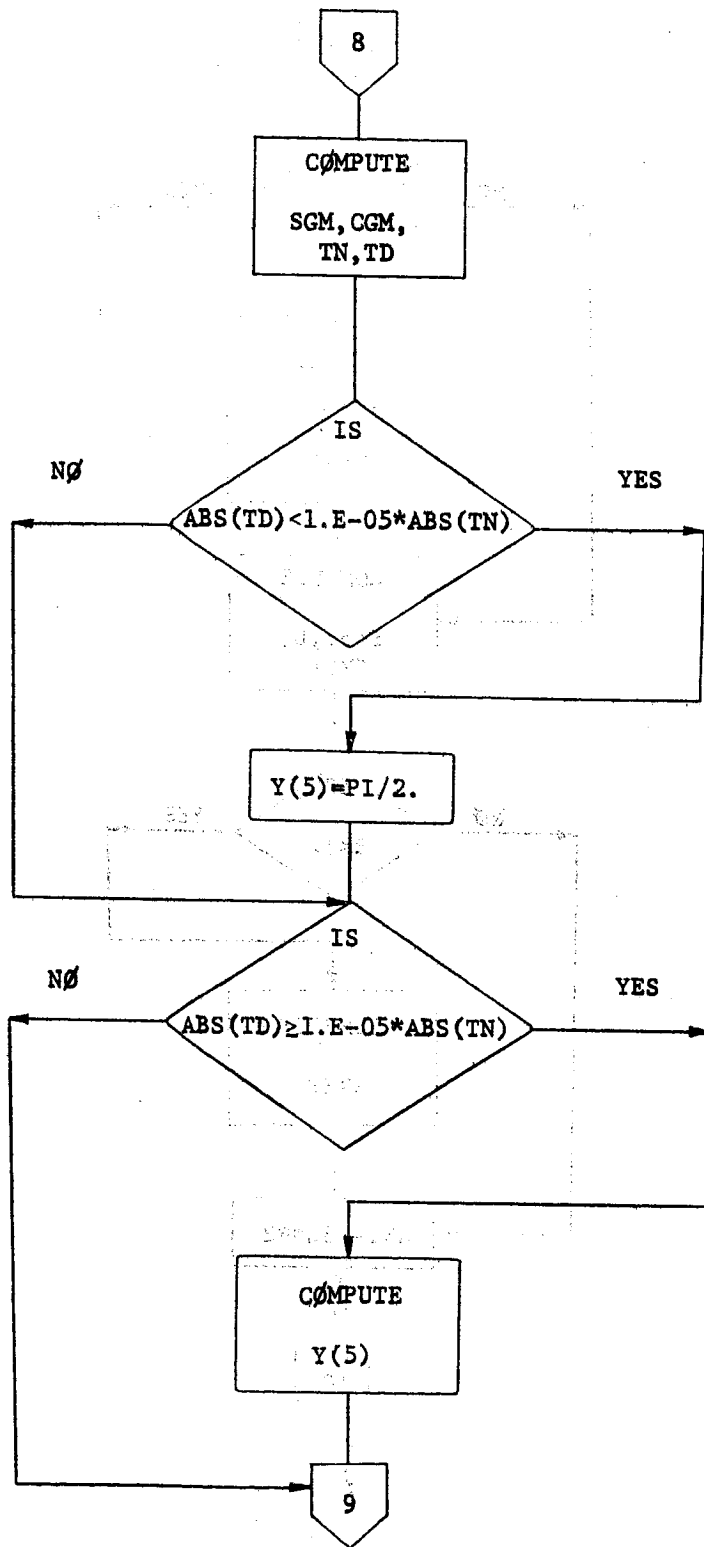 8
CØMPUTE
SGM,CGM,
TN,TD
IS
NØ
YES
ABS(TD)<1.E-05*ABS(TN)
Y(5)=PI/2.
IS
NØ
YES
ABS(TD)≥1.E-05*ABS(TN)
CØMPUTE
Y(5)
9